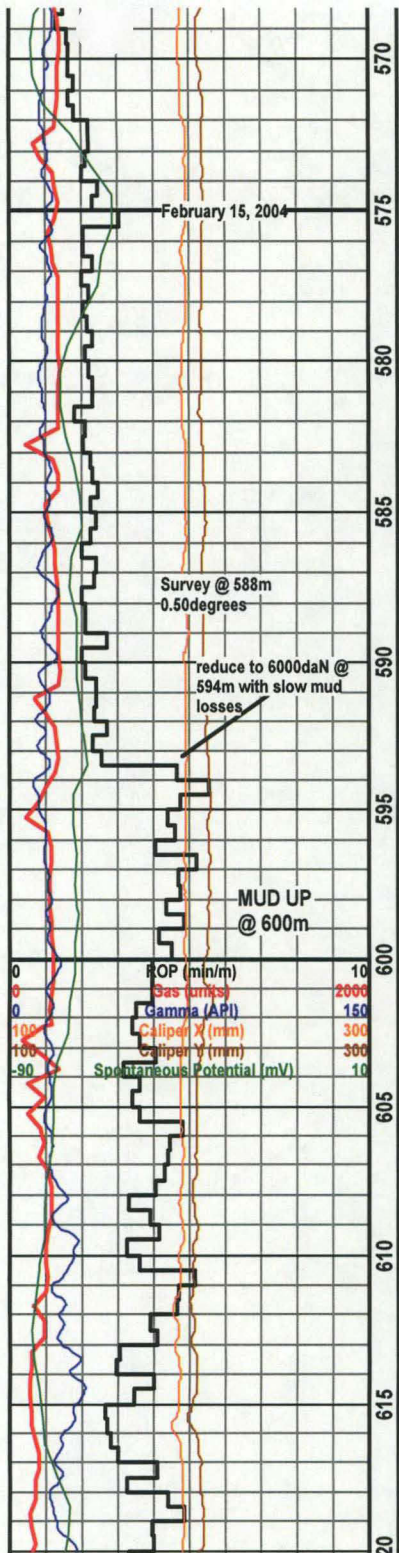 570
February 15, 2004
575
580
585
Survey @ 588m
0.50degrees
590
reduce to 6000daN @
594m with slow mud
losses
595
MUD UP
@ 600m
600
0 ROP (min/m) 10
0 Gas (units) 2000
0 Gamma (API) 150
100 Caliper X (mm) 300
100 Caliper Y (mm) 300
-90 Spontaneous Potential (mV) 10
605
610
615
20